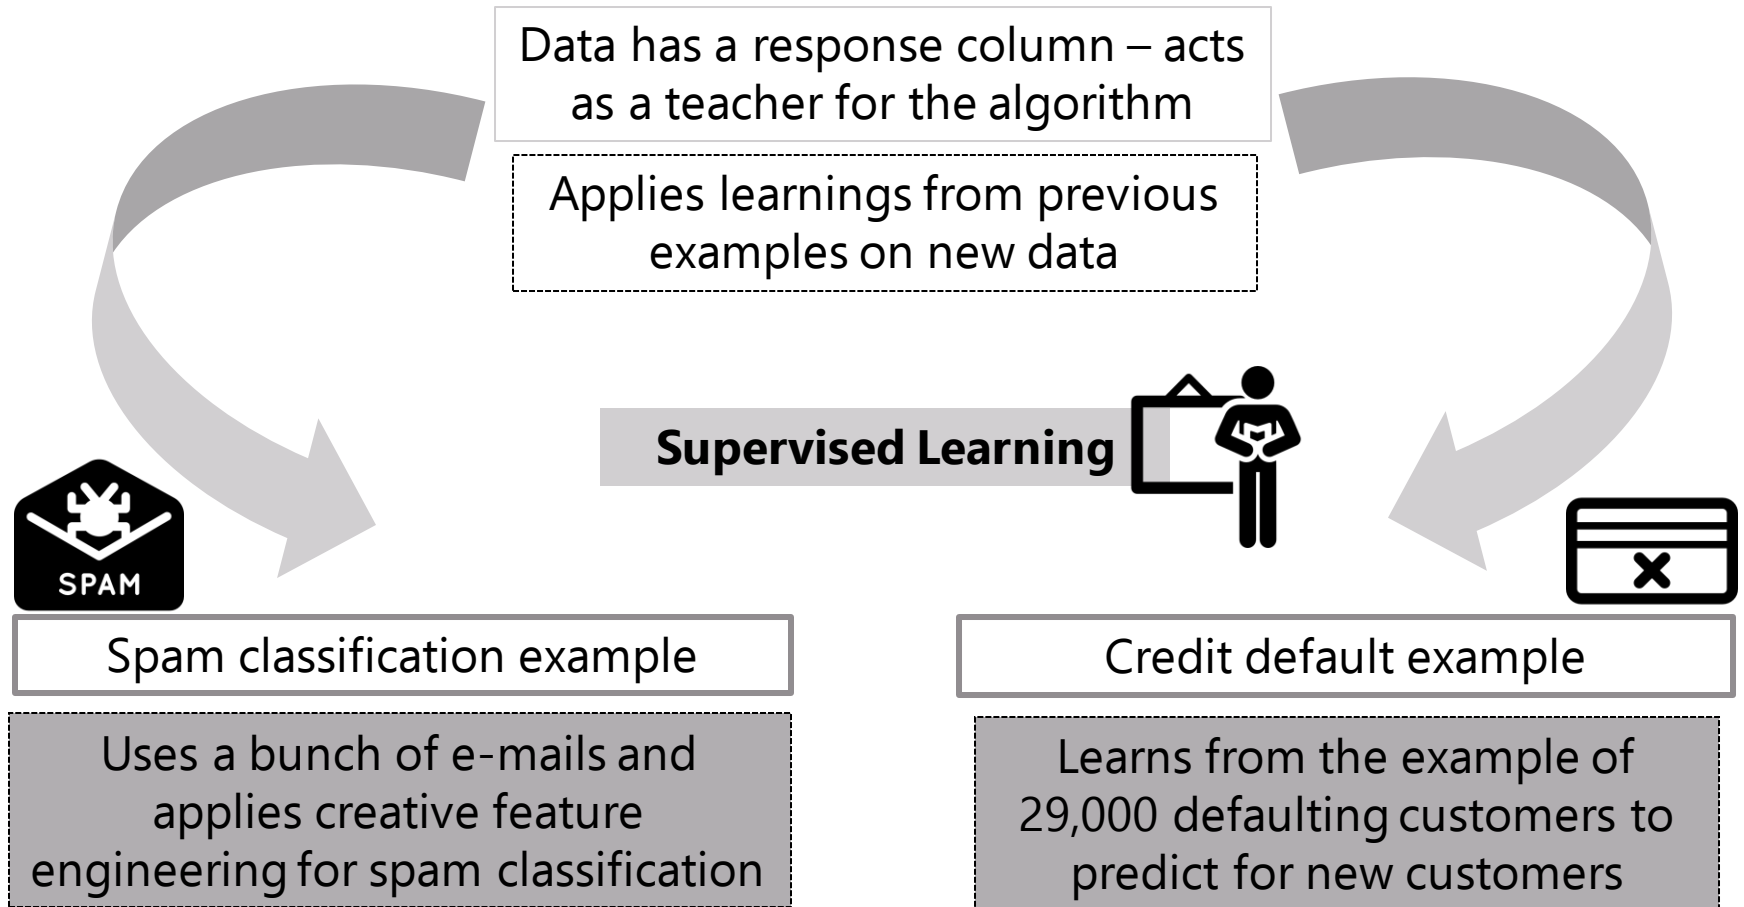 Data has a response column – acts
as a teacher for the algorithm
Applies learnings from previous
examples on new data
Supervised Learning
SPAM
Spam classification example
Uses a bunch of e-mails and
applies creative feature
engineering for spam classification
Credit default example
Learns from the example of
29,000 defaulting customers to
predict for new customers